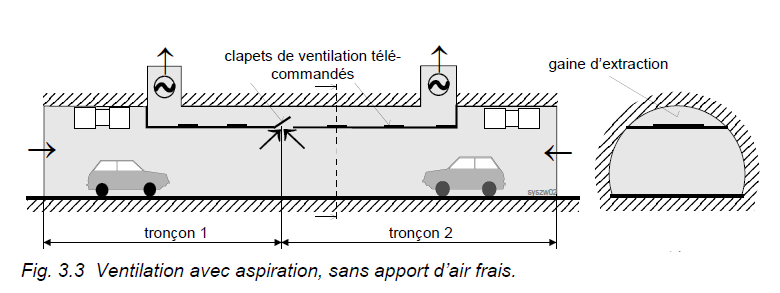 clapets de ventilation télé-
commandés
gaine d'extraction
syszw02
tronçon 1
tronçon 2
Fig. 3.3 Ventilation avec aspiration, sans apport d'air frais.